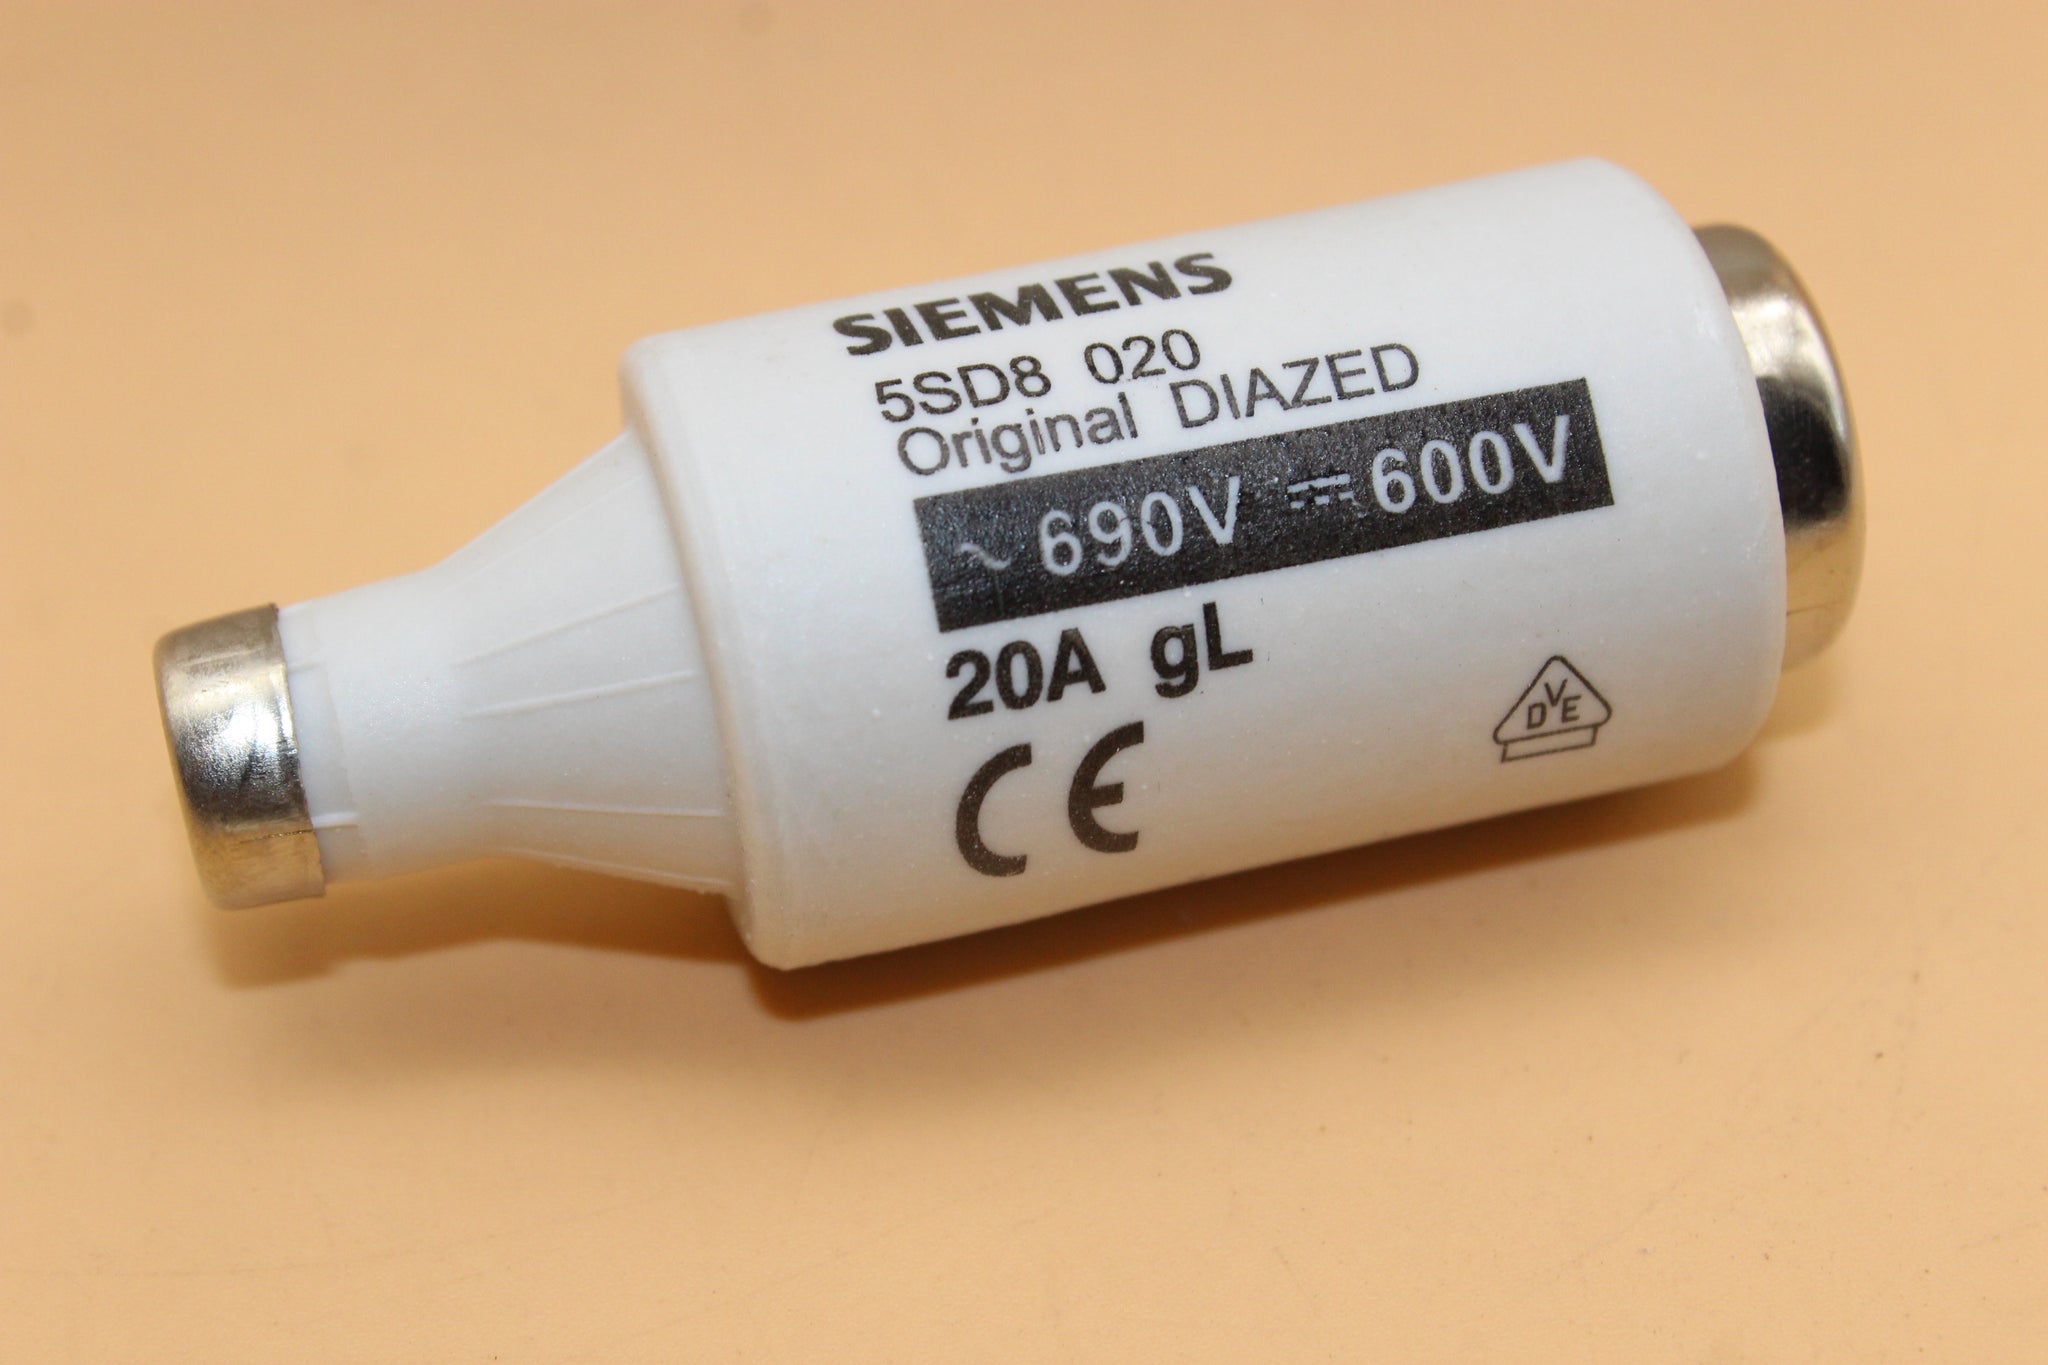 SIEMENS
5SD8 020
Original DIAZED
~ 690V ⎓ 600V
20A gL
CE
DVE